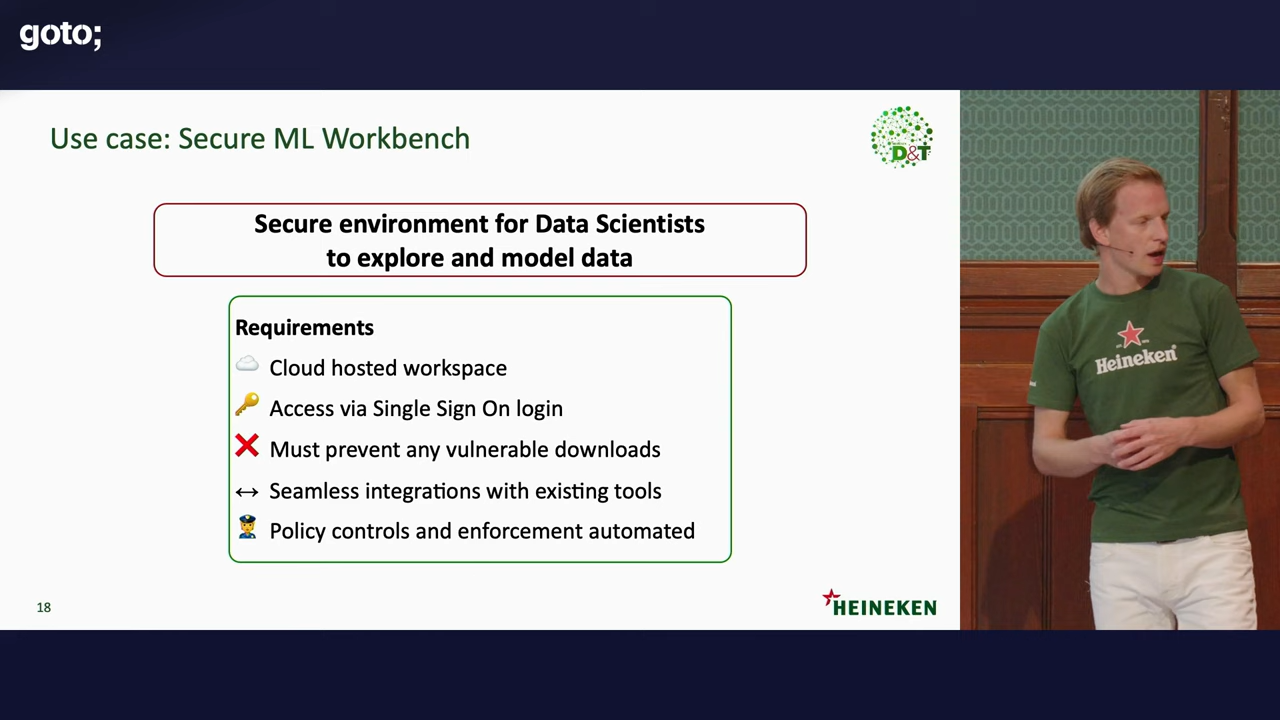 goto;
Use case: Secure ML Workbench
D&T
Secure environment for Data Scientists
to explore and model data
Requirements
Cloud hosted workspace
Access via Single Sign On login
Must prevent any vulnerable downloads
Seamless integrations with existing tools
Policy controls and enforcement automated
18
HEINEKEN
Heineken